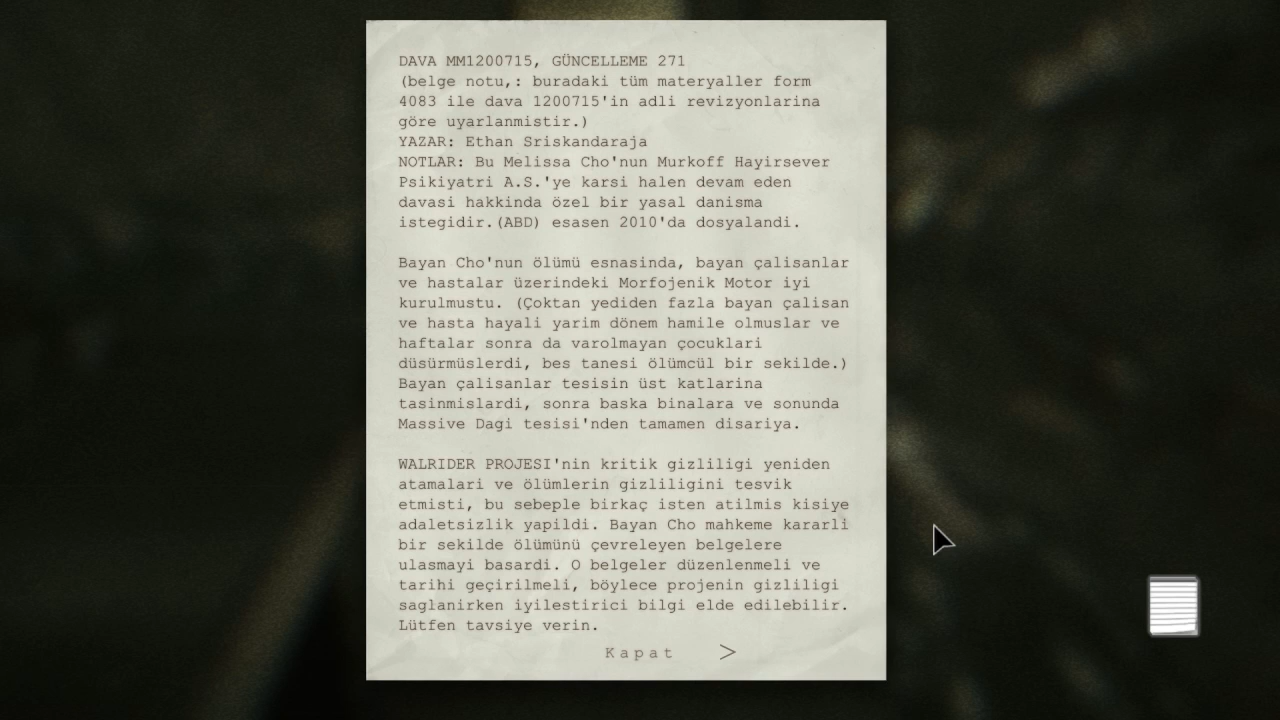 DAVA MM1200715, GÜNCELLEME 271
(belge notu,: buradaki tüm materyaller form
4083 ile dava 1200715'in adli revizyonlarina
göre uyarlanmistir.)
YAZAR: Ethan Sriskandaraja
NOTLAR: Bu Melissa Cho'nun Murkoff Hayirsever
Psikiyatri A.S.'ye karsi halen devam eden
davasi hakkinda özel bir yasal danisma
istegidir.(ABD) esasen 2010'da dosyalandi.
Bayan Cho'nun ölümü esnasinda, bayan çalisanlar
ve hastalar üzerindeki Morfojenik Motor iyi
kurulmustu. (Çoktan yediden fazla bayan çalisan
ve hasta hayali yarim dönem hamile olmuslar ve
haftalar sonra da varolmayan çocuklari
düsürmüslerdi, bes tanesi ölümcül bir sekilde.)
Bayan çalisanlar tesisin üst katlarina
tasinmislardi, sonra baska binalara ve sonunda
Massive Dagi tesisi'nden tamamen disariya.
WALRIDER PROJESI'nin kritik gizliligi yeniden
atamalari ve ölümlerin gizliligini tesvik
etmisti, bu sebeple birkaç isten atilmis kisiye
adaletsizlik yapildi. Bayan Cho mahkeme kararli
bir sekilde ölümünü çevreleyen belgelere
ulasmayi basardi. O belgeler düzenlenmeli ve
tarihi geçirilmeli, böylece projenin gizliligi
saglanirken iyilestirici bilgi elde edilebilir.
Lütfen tavsiye verin.
Kapat >